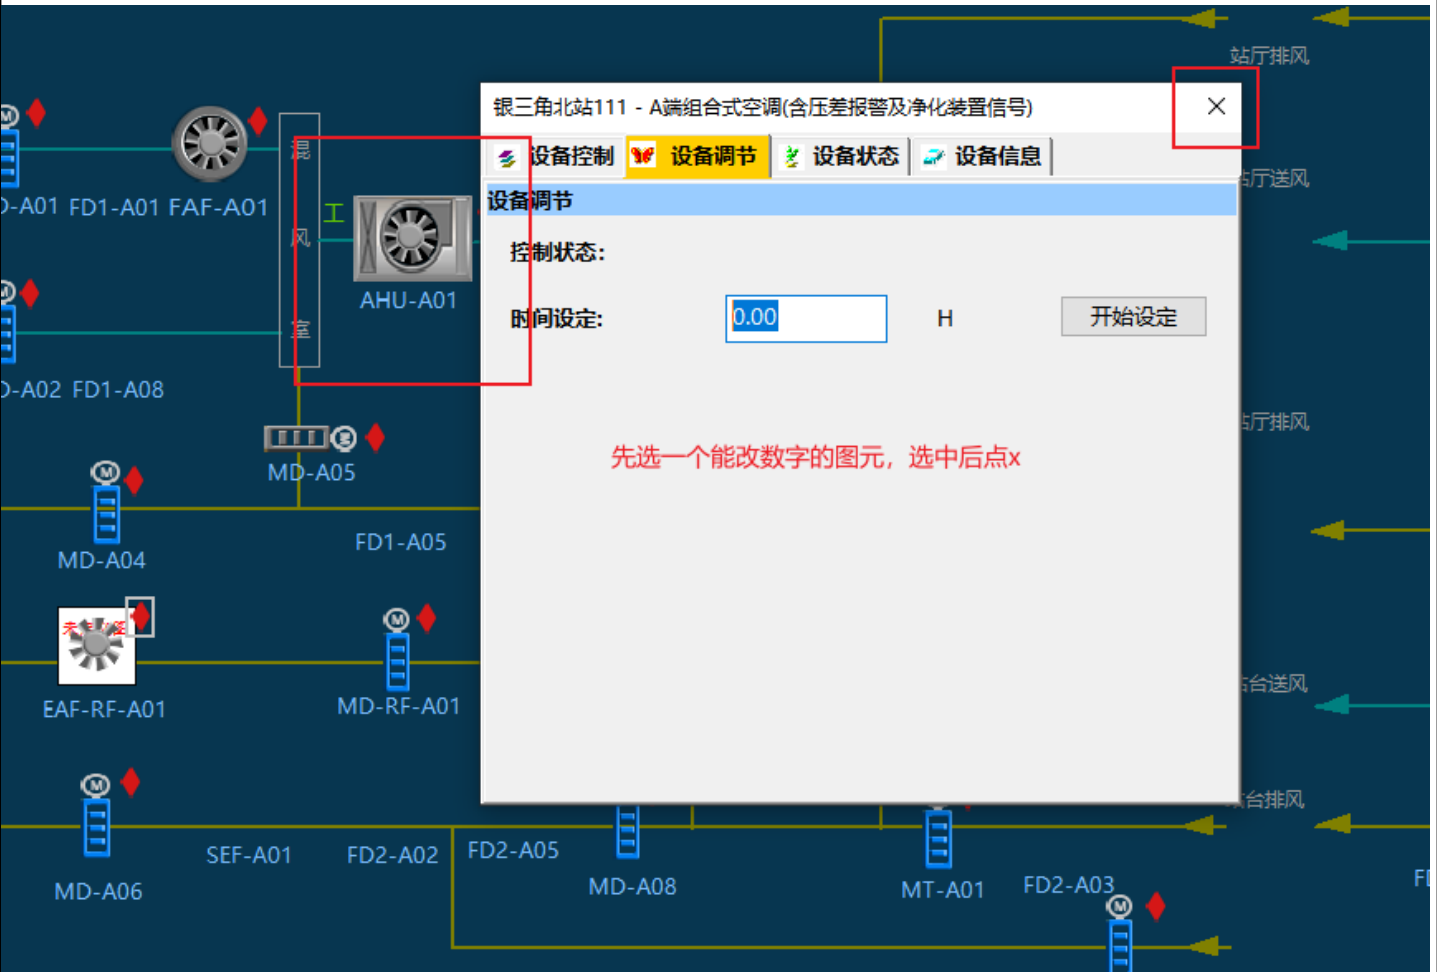 站厅排风
银三角北站111 - A端组合式空调(含压差报警及净化装置信号)
设备控制 设备调节 设备状态 设备信息
设备调节
控制状态:
时间设定: 0.00 H 开始设定
先选一个能改数字的图元，选中后点x
混
风
室
工
M
-A01 FD1-A01 FAF-A01
AHU-A01
站厅送风
M
-A02 FD1-A08
MD-A05
站厅排风
M
MD-A04
FD1-A05
EAF-RF-A01
M
MD-RF-A01
台送风
M
MD-A06
SEF-A01
FD2-A02
FD2-A05
MD-A08
MT-A01
FD2-A03
台排风
M